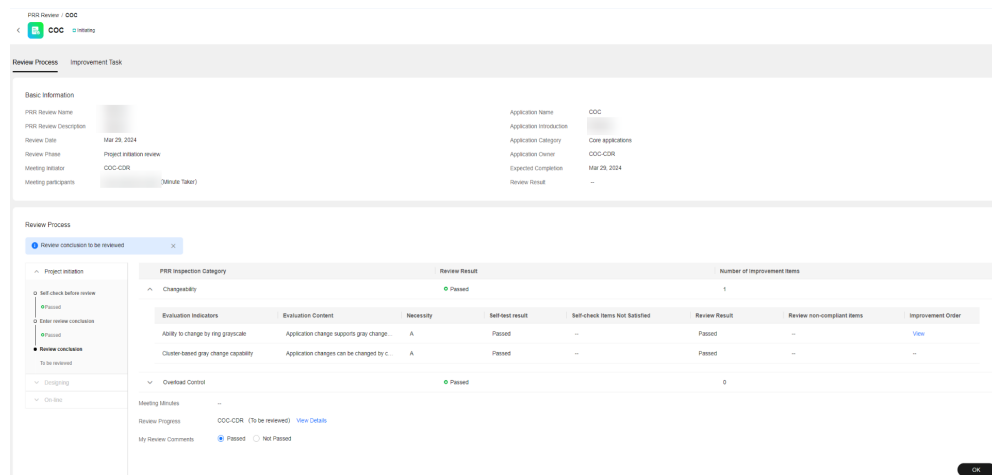 PRR Review / COC
COC Initiating
Review Process Improvement Task
Basic Information
PRR Review Name
PRR Review Description
Review Date Mar 29, 2024
Review Phase Project initiation review
Meeting Initiator COC-CDR
Meeting participants (Minute Taker)
Application Name COC
Application Introduction
Application Category Core applications
Application Owner COC-CDR
Expected Completion Mar 29, 2024
Review Result --
Review Process
Review conclusion to be reviewed
Project initiation
Self-check before review
Passed
Enter review conclusion
Passed
Review conclusion
To be reviewed
Designing
On-line
PRR Inspection Category Review Result Number of Improvement Items
Changeability Passed 1
Evaluation Indicators Evaluation Content Necessity Self-test result Self-check Items Not Satisfied Review Result Review non-compliant items Improvement Order
Ability to change by ring grayscale Application change supports gray change... A Passed -- Passed -- View
Cluster-based gray change capability Application changes can be changed by c... A Passed -- Passed -- --
Overload Control Passed 0
Meeting Minutes --
Review Progress COC-CDR (To be reviewed) View Details
My Review Comments Passed Not Passed
OK